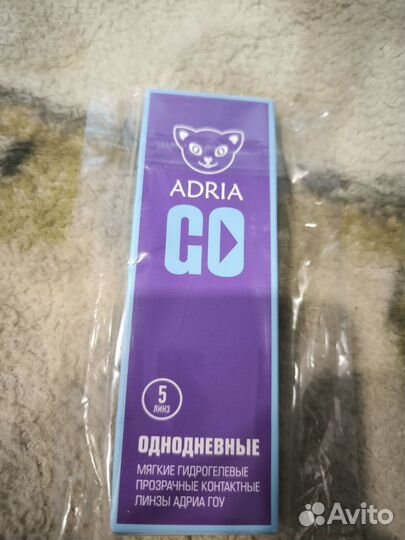 ADRIA
GO
5
ЛИНЗ
ОДНОДНЕВНЫЕ
МЯГКИЕ ГИДРОГЕЛЕВЫЕ
ПРОЗРАЧНЫЕ КОНТАКТНЫЕ
ЛИНЗЫ АДРИА ГОУ
Avito